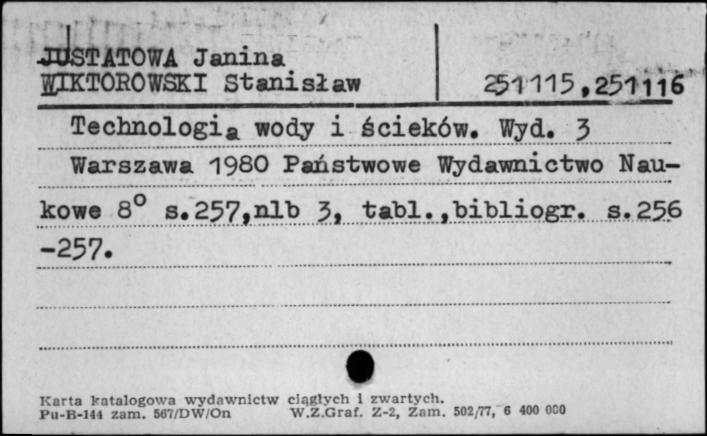 JUSTATOWA Janina
WIKTOROWSKI Stanisław 251115,251116
Technologia wody i ścieków. Wyd. 3
Warszawa 1980 Państwowe Wydawnictwo Nau-
kowe 8° s.257,nlb 3, tabl.,bibliogr. s.256
-257.
Karta katalogowa wydawnictw ciągłych i zwartych.
Pu-B-144 zam. 567/DW/On W.Z.Graf. Z-2, Zam. 502/77, 6 400 000